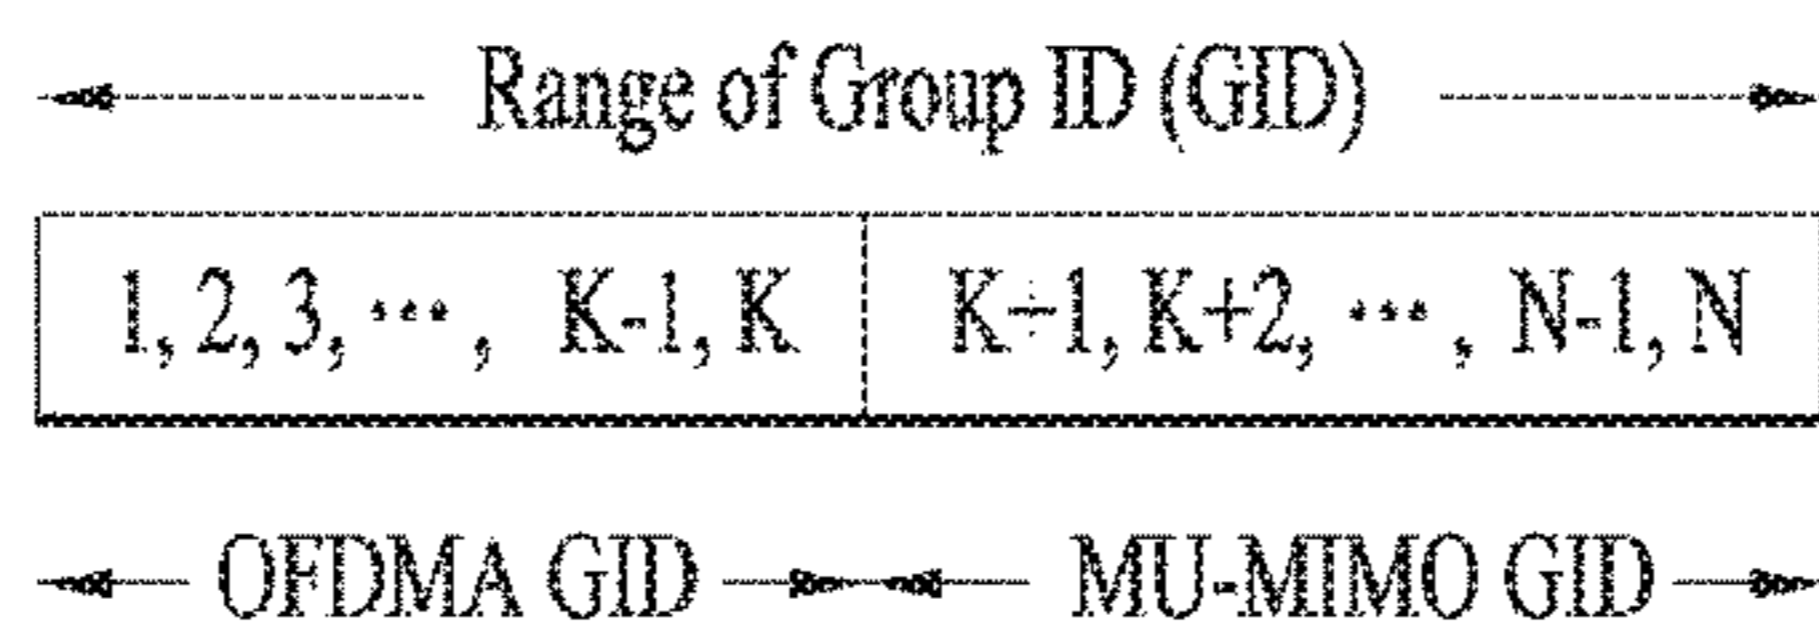 Range of Group ID (GID)
1, 2, 3, ···, K-1, K K+1, K+2, ···, N-1, N
OFDMA GID MU-MIMO GID